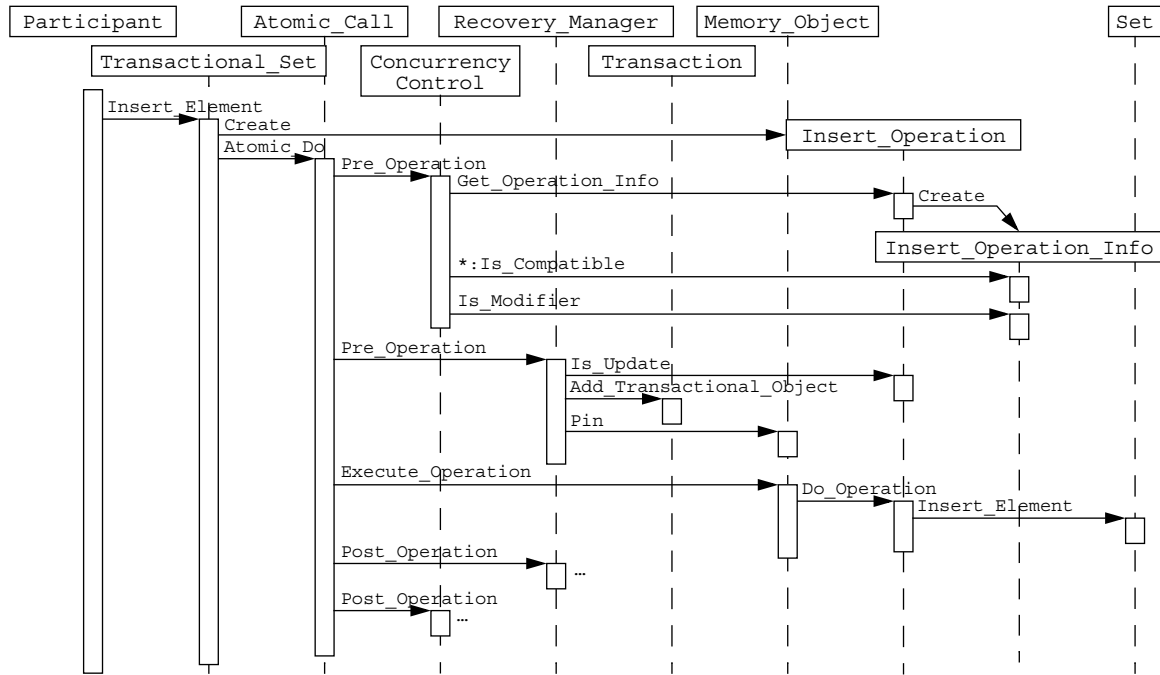 Participant
Atomic_Call
Recovery_Manager
Memory_Object
Set
Transactional_Set
Concurrency
Control
Transaction
Insert_Element
Create
Insert_Operation
Atomic_Do
Pre_Operation
Get_Operation_Info
Create
Insert_Operation_Info
*:Is_Compatible
Is_Modifier
Pre_Operation
Is_Update
Add_Transactional_Object
Pin
Execute_Operation
Do_Operation
Insert_Element
Post_Operation
...
Post_Operation
...